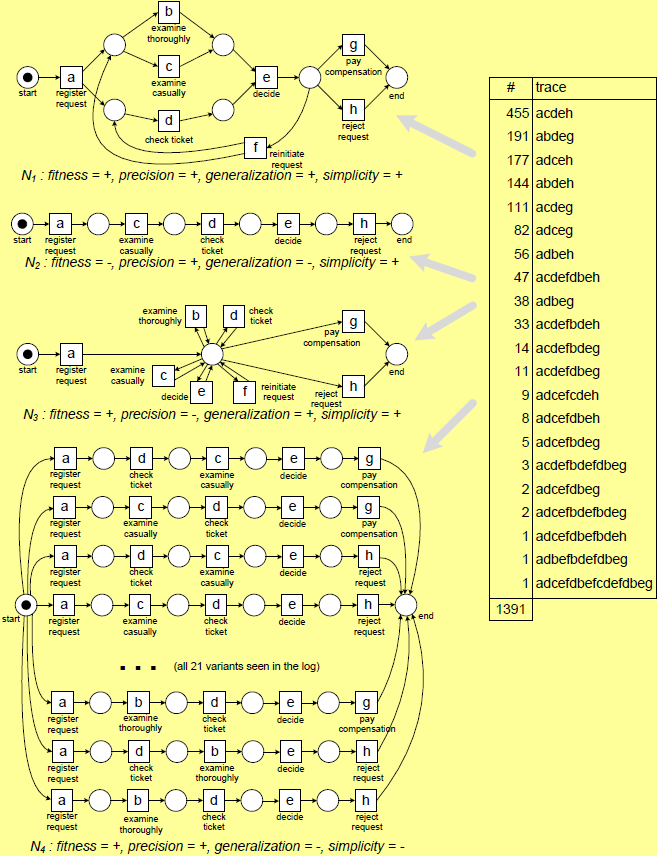 b
examine
thoroughly
g
pay
compensation
a
c
e
start
register
request
examine
casually
decide
end
d
h
check ticket
reject
request
f
reinitiate
request
N1 : fitness = +, precision = +, generalization = +, simplicity = +
a
c
d
e
h
start
register
request
examine
casually
check
ticket
decide
reject
request
end
N2 : fitness = -, precision = +, generalization = -, simplicity = +
examine
thoroughly
b
d
check
ticket
g
pay
compensation
a
start
register
request
end
examine
casually
c
decide
e
f
reinitiate
request
h
reject
request
N3 : fitness = +, precision = -, generalization = +, simplicity = +
a
d
c
e
g
register
request
check
ticket
examine
casually
decide
pay
compensation
a
c
d
e
g
register
request
examine
casually
check
ticket
decide
pay
compensation
a
d
c
e
h
register
request
check
ticket
examine
casually
decide
reject
request
a
c
d
e
h
start
end
register
request
examine
casually
check
ticket
decide
reject
request
(all 21 variants seen in the log)
a
b
d
e
g
register
request
examine
thoroughly
check
ticket
decide
pay
compensation
a
d
b
e
h
register
request
check
ticket
examine
thoroughly
decide
reject
request
a
b
d
e
h
register
request
examine
thoroughly
check
ticket
decide
reject
request
N4 : fitness = +, precision = +, generalization = -, simplicity = -
# trace
455 acdeh
191 abdeg
177 adceh
144 abdeh
111 acdeg
82 adceg
56 adbeh
47 acdefdbeh
38 adbeg
33 acdefbdeh
14 acdefbdeg
11 acdefdbeg
9 adcefcdeh
8 adcefdbeh
5 adcefbdeg
3 acdefbdefdbeg
2 adcefdbeg
2 adcefbdefbdeg
1 adcefdbefbdeh
1 adbefbdefdbeg
1 adcefdbefcdefdbeg
1391